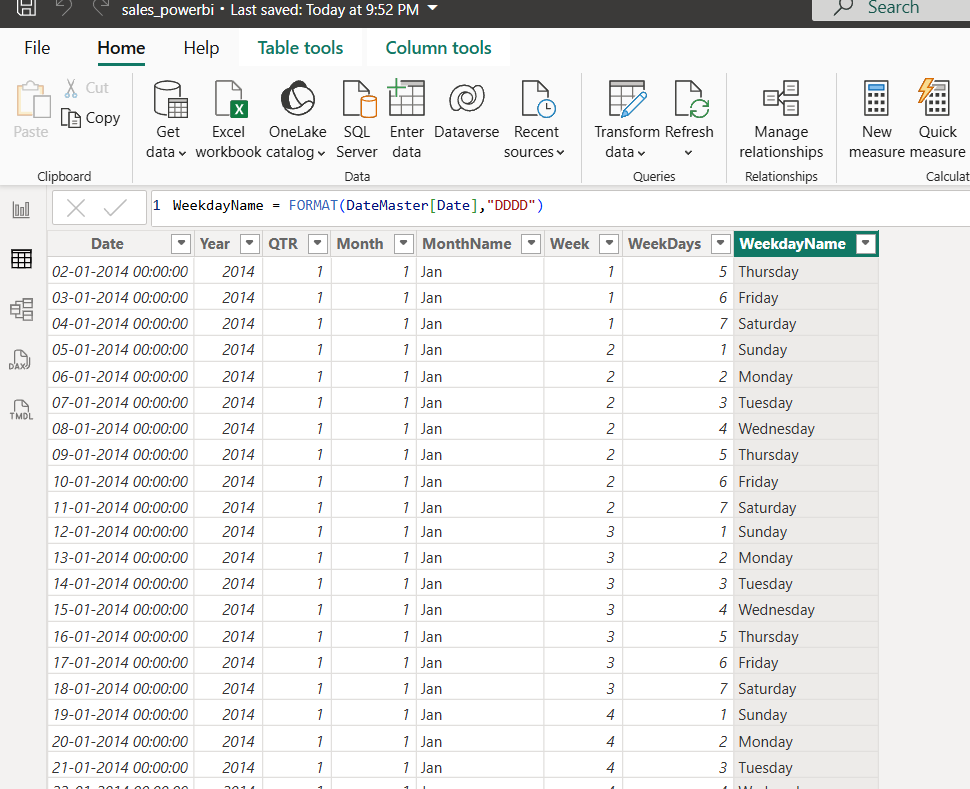 sales_powerbi • Last saved: Today at 9:52 PM
Search
File Home Help Table tools Column tools
Paste
Cut
Copy
Clipboard
Get data
Excel workbook
OneLake catalog
SQL Server
Enter data
Dataverse
Recent sources
Data
Transform data
Refresh
Queries
Manage relationships
Relationships
New measure
Quick measure
Calculat
DAX
TMDL
1 WeekdayName = FORMAT(DateMaster[Date],"DDDD")
Date Year QTR Month MonthName Week WeekDays WeekdayName
02-01-2014 00:00:00 2014 1 1 Jan 1 5 Thursday
03-01-2014 00:00:00 2014 1 1 Jan 1 6 Friday
04-01-2014 00:00:00 2014 1 1 Jan 1 7 Saturday
05-01-2014 00:00:00 2014 1 1 Jan 2 1 Sunday
06-01-2014 00:00:00 2014 1 1 Jan 2 2 Monday
07-01-2014 00:00:00 2014 1 1 Jan 2 3 Tuesday
08-01-2014 00:00:00 2014 1 1 Jan 2 4 Wednesday
09-01-2014 00:00:00 2014 1 1 Jan 2 5 Thursday
10-01-2014 00:00:00 2014 1 1 Jan 2 6 Friday
11-01-2014 00:00:00 2014 1 1 Jan 2 7 Saturday
12-01-2014 00:00:00 2014 1 1 Jan 3 1 Sunday
13-01-2014 00:00:00 2014 1 1 Jan 3 2 Monday
14-01-2014 00:00:00 2014 1 1 Jan 3 3 Tuesday
15-01-2014 00:00:00 2014 1 1 Jan 3 4 Wednesday
16-01-2014 00:00:00 2014 1 1 Jan 3 5 Thursday
17-01-2014 00:00:00 2014 1 1 Jan 3 6 Friday
18-01-2014 00:00:00 2014 1 1 Jan 3 7 Saturday
19-01-2014 00:00:00 2014 1 1 Jan 4 1 Sunday
20-01-2014 00:00:00 2014 1 1 Jan 4 2 Monday
21-01-2014 00:00:00 2014 1 1 Jan 4 3 Tuesday